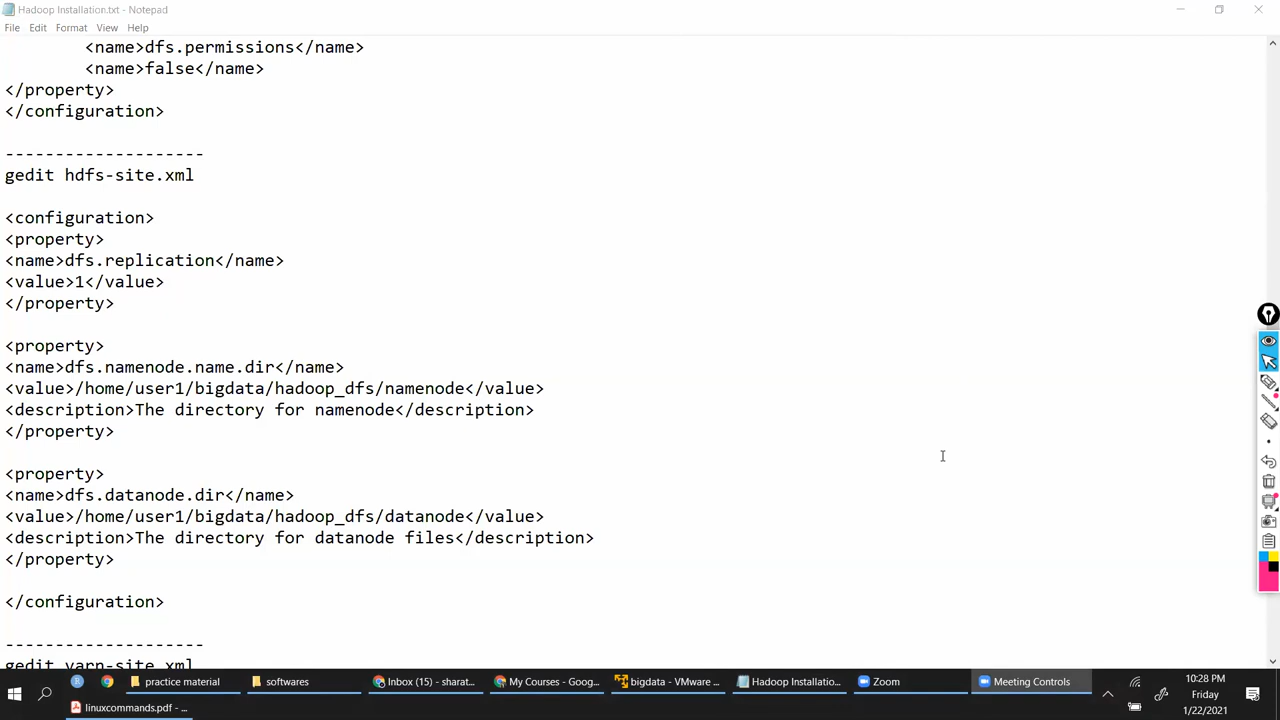 Hadoop Installation.txt - Notepad
File Edit Format View Help
<name>dfs.permissions</name>
<name>false</name>
</property>
</configuration>
--------------------
gedit hdfs-site.xml
<configuration>
<property>
<name>dfs.replication</name>
<value>1</value>
</property>
<property>
<name>dfs.namenode.name.dir</name>
<value>/home/user1/bigdata/hadoop_dfs/namenode</value>
<description>The directory for namenode</description>
</property>
<property>
<name>dfs.datanode.dir</name>
<value>/home/user1/bigdata/hadoop_dfs/datanode</value>
<description>The directory for datanode files</description>
</property>
</configuration>
--------------------
gedit yarn-site.xml
practice material softwares Inbox (15) - sharat... My Courses - Goog... bigdata - VMware ... Hadoop Installatio... Zoom Meeting Controls
10:28 PM
Friday
1/22/2021
linuxcommands.pdf - ...